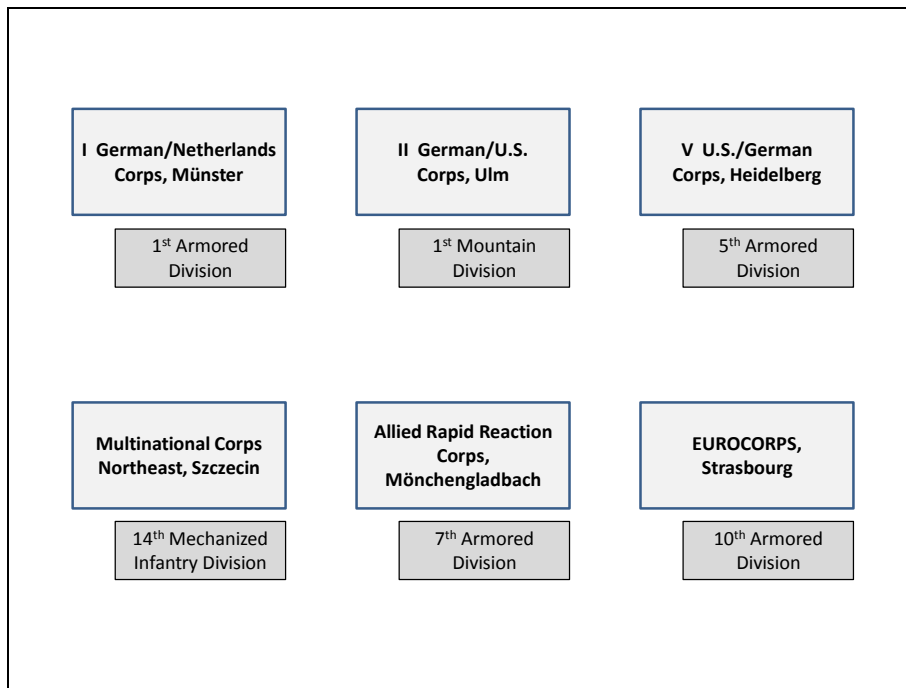 I German/Netherlands
Corps, Münster
1st Armored
Division
II German/U.S.
Corps, Ulm
1st Mountain
Division
V U.S./German
Corps, Heidelberg
5th Armored
Division
Multinational Corps
Northeast, Szczecin
14th Mechanized
Infantry Division
Allied Rapid Reaction
Corps,
Mönchengladbach
7th Armored
Division
EUROCORPS,
Strasbourg
10th Armored
Division